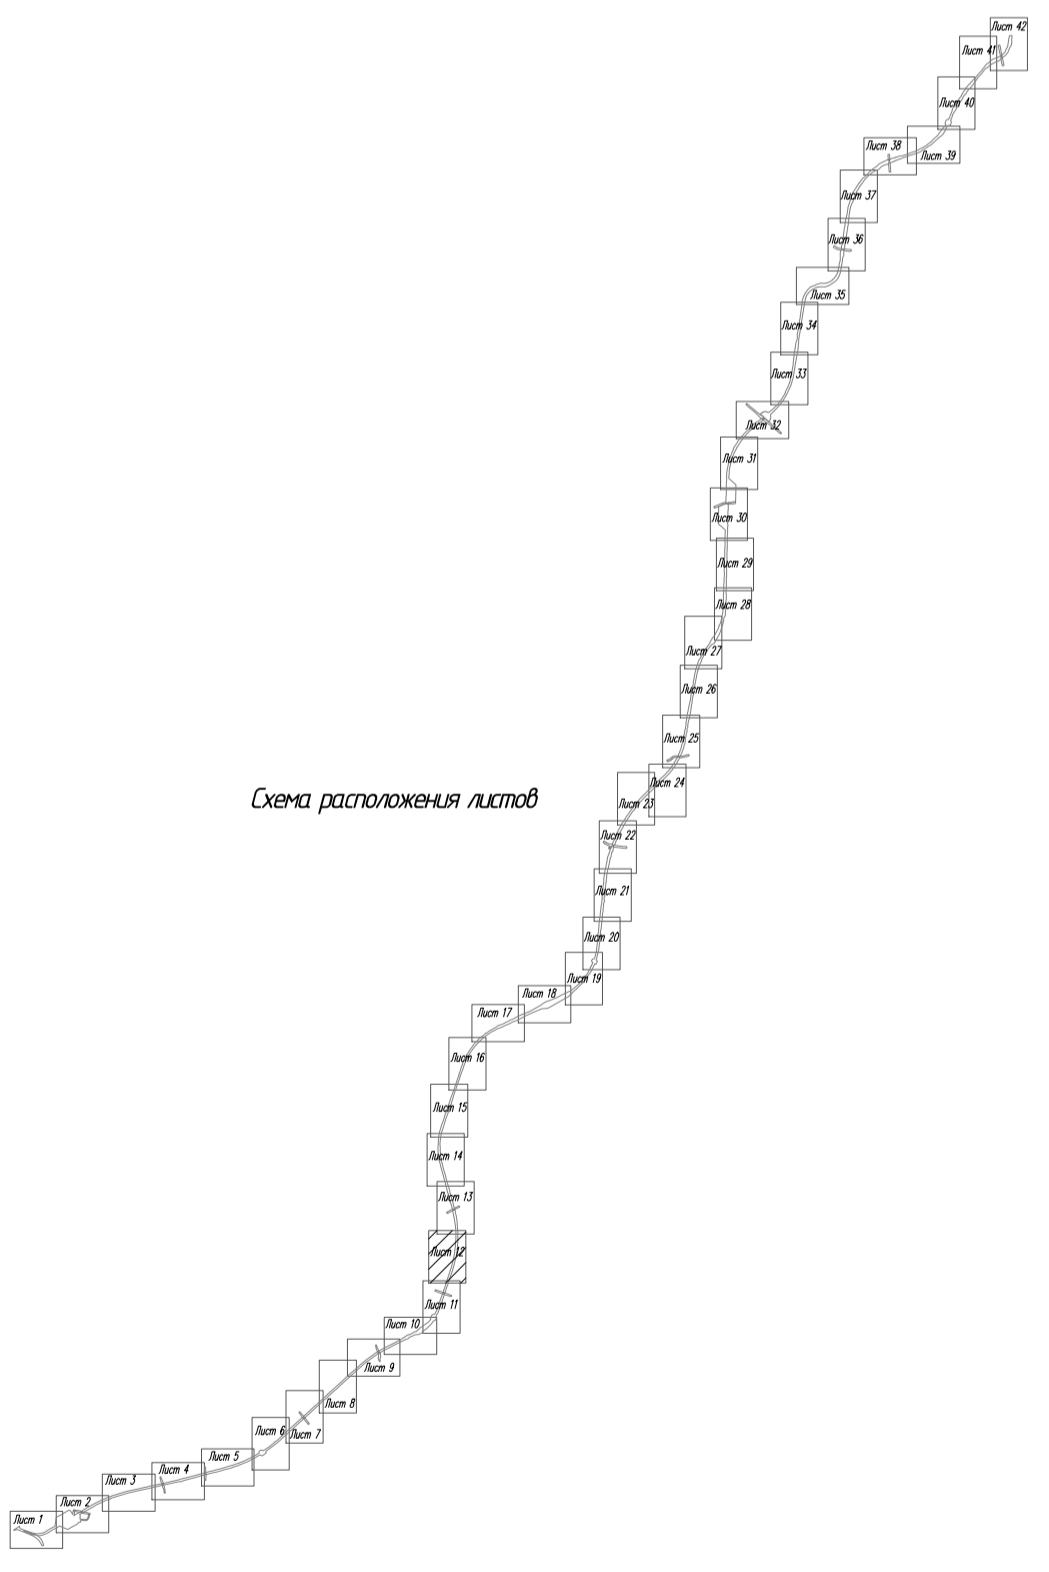 Лист 42
Лист 41
Лист 40
Лист 38
Лист 39
Лист 37
Лист 36
Лист 35
Лист 34
Лист 33
Лист 32
Лист 31
Лист 30
Лист 29
Лист 28
Лист 27
Лист 26
Лист 25
Лист 24
Схема расположения листов
Лист 23
Лист 22
Лист 21
Лист 20
Лист 19
Лист 18
Лист 17
Лист 16
Лист 15
Лист 14
Лист 13
Лист 12
Лист 11
Лист 10
Лист 9
Лист 8
Лист 6
Лист 7
Лист 5
Лист 4
Лист 3
Лист 2
Лист 1